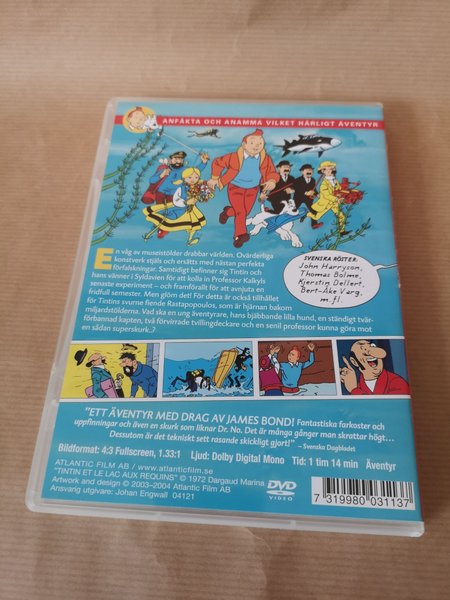 ANFÄKTA OCH ANAMMA VILKET HÄRLIGT ÄVENTYR
En våg av museistölder drabbar världen. Ovärderliga
konstverk stjäls och ersätts med nästan perfekta
förfalskningar. Samtidigt befinner sig Tintin och
hans vänner i Syldavien för att kolla in Professor Kalkyls
senaste experiment – och framförallt för att avnjuta en
fridfull semester. Men glöm det! För detta är också tillhåll
för Tintins svurne fiende Rastapopoulos, som är hjärnan bakom
miljardstölderna. Vad ska en ung äventyrare, hans bjäbbande lilla hund, en ständigt tvär-
förbannad kapten, två förvirrade tvillingdeckare och en senil professor kunna göra mot
en sådan superskurk..?
SVENSKA RÖSTER:
John Harryson,
Thomas Bolme,
Kjerstin Dellert,
Bert-Åke Varg,
m fl.
"ETT ÄVENTYR MED DRAG AV JAMES BOND! Fantastiska farkoster och
uppfinningar och även en skurk som liknar Dr. No. Det är många gånger man skrattar högt...
Dessutom är det tekniskt sett rasande skickligt gjort!" – Svenska Dagbladet
Bildformat: 4:3 Fullscreen, 1.33:1 Ljud: Dolby Digital Mono Tid: 1 tim 14 min Äventyr
ATLANTIC FILM AB / www.atlanticfilm.se
"TINTIN ET LE LAC AUX REQUINS" © 1972 Dargaud Marina
Artwork and design © 2003–2004 Atlantic Film AB
Ansvarig utgivare: Johan Engwall 04121
DVD
VIDEO
7 319980 031137